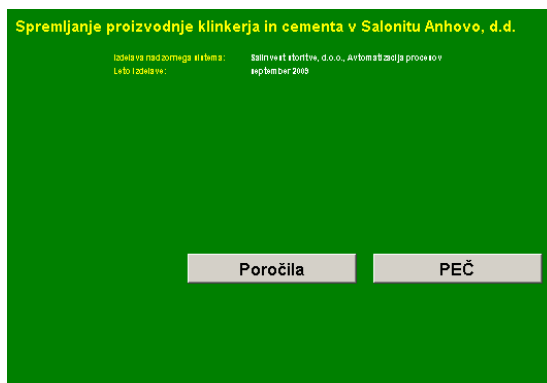 Spremljanje proizvodnje klinkerja in cementa v Salonitu Anhovo, d.d.
Izdelava nadzornega sistema: Salinvest storitve, d.o.o., Avtomatizacija procesov
Leto izdelave: september 2009
Poročila PEČ